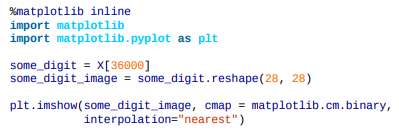 %matplotlib inline
import matplotlib
import matplotlib.pyplot as plt
some_digit = X[36000]
some_digit_image = some_digit.reshape(28, 28)
plt.imshow(some_digit_image, cmap = matplotlib.cm.binary,
interpolation="nearest")